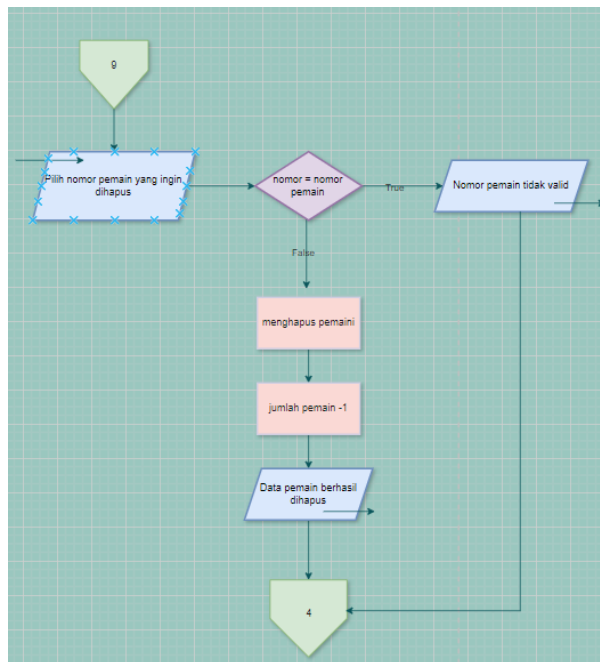 9
Pilih nomor pemain yang ingin
dihapus
nomor = nomor
pemain
True
Nomor pemain tidak valid
False
menghapus pemaini
jumlah pemain -1
Data pemain berhasil
dihapus
4